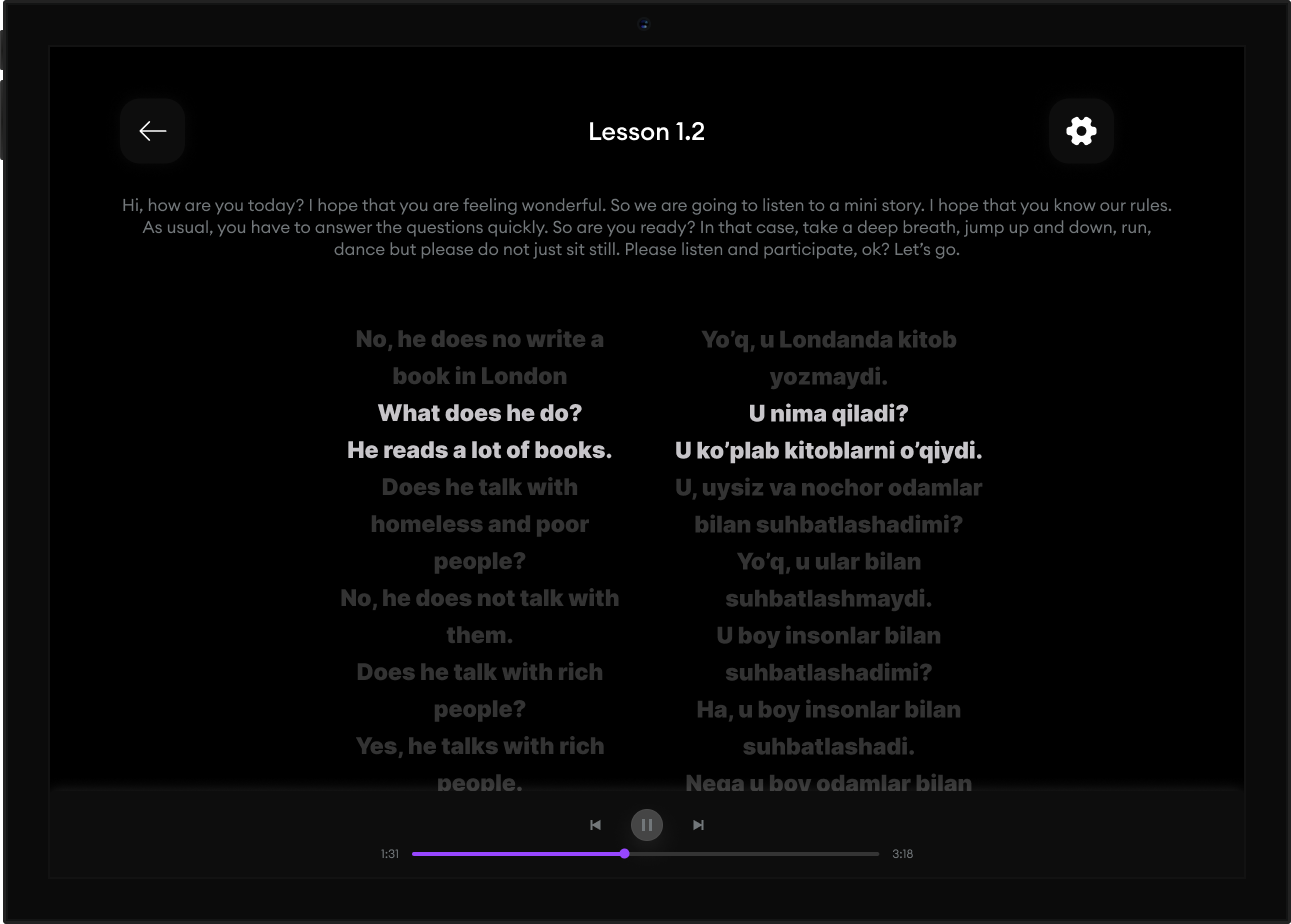 Lesson 1.2
Hi, how are you today? I hope that you are feeling wonderful. So we are going to listen to a mini story. I hope that you know our rules.
As usual, you have to answer the questions quickly. So are you ready? In that case, take a deep breath, jump up and down, run,
dance but please do not just sit still. Please listen and participate, ok? Let’s go.
No, he does no write a
book in London
What does he do?
He reads a lot of books.
Does he talk with
homeless and poor
people?
No, he does not talk with
them.
Does he talk with rich
people?
Yes, he talks with rich
people.
Yo’q, u Londanda kitob
yozmaydi.
U nima qiladi?
U ko’plab kitoblarni o’qiydi.
U, uysiz va nochor odamlar
bilan suhbatlashadimi?
Yo’q, u ular bilan
suhbatlashmaydi.
U boy insonlar bilan
suhbatlashadimi?
Ha, u boy insonlar bilan
suhbatlashadi.
Nega u boy odamlar bilan
1:31
3:18